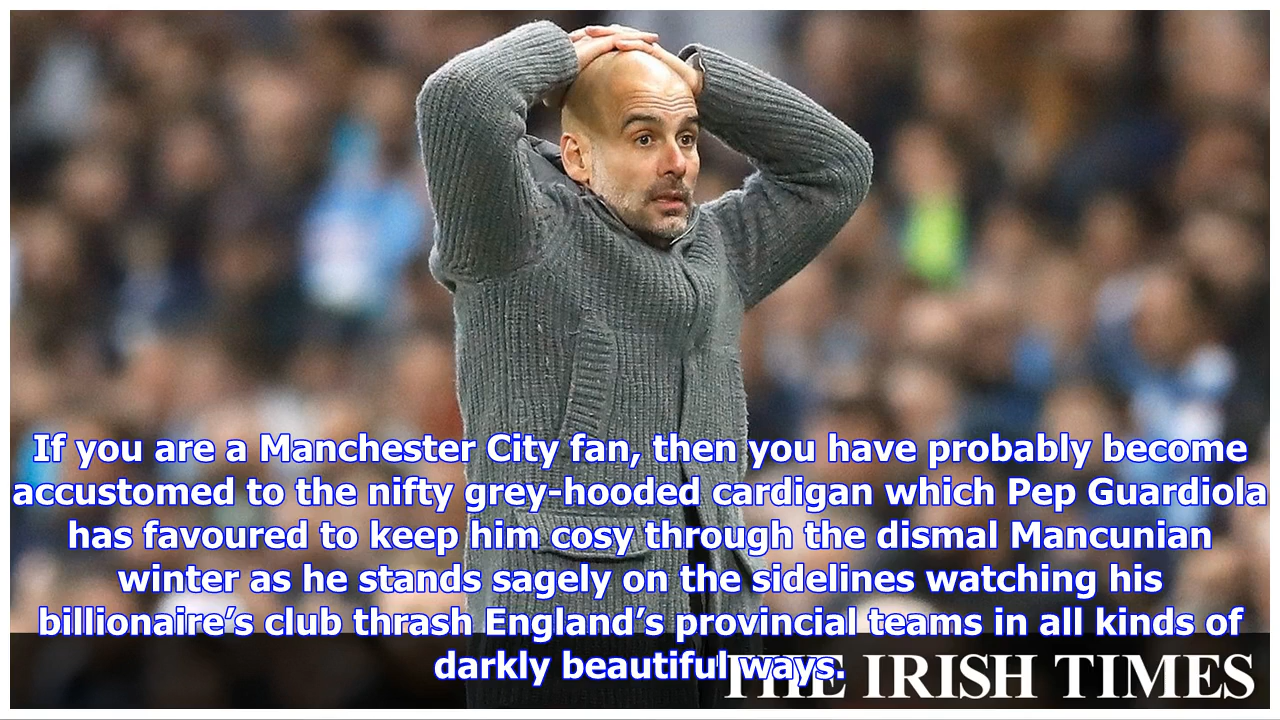 If you are a Manchester City fan, then you have probably become
accustomed to the nifty grey-hooded cardigan which Pep Guardiola
has favoured to keep him cosy through the dismal Mancunian
winter as he stands sagely on the sidelines watching his
billionaire’s club thrash England’s provincial teams in all kinds of
darkly beautiful ways.
THE IRISH TIMES